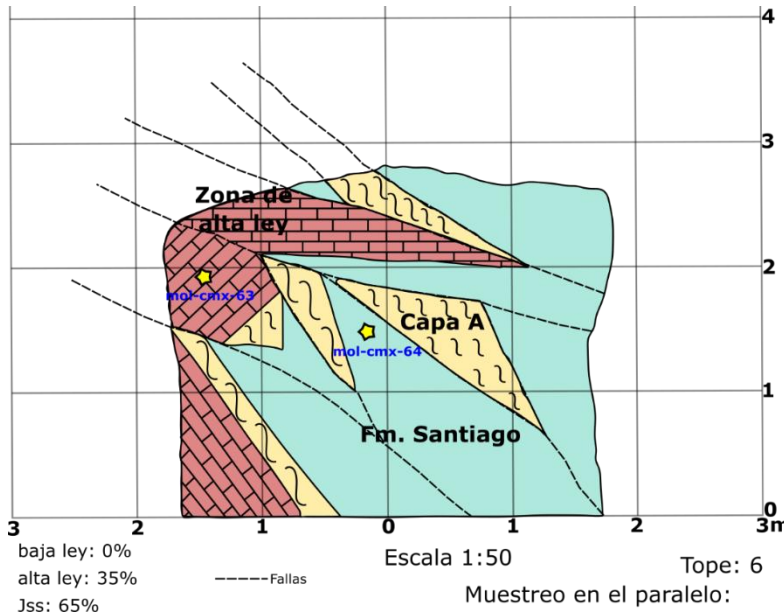 4
3
Zona de
alta ley
2
mol-cmx-63
Capa A
mol-cmx-64
1
Fm. Santiago
0
3 2 1 0 1 2 3m
baja ley: 0%
Escala 1:50
Tope: 6
alta ley: 35%
Fallas
Muestreo en el paralelo:
Jss: 65%